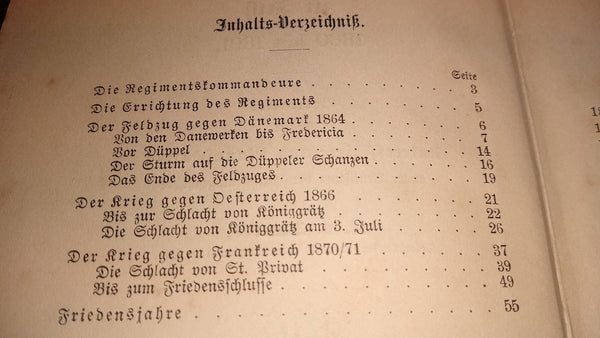 Inhalts-Verzeichniß.
Seite
Die Regimentskommandeure . . . . . . . . 3
Die Errichtung des Regiments . . . . . . . 5
Der Feldzug gegen Dänemark 1864 . . . . . . 6
Von den Danewerken bis Fredericia . . . . . 7
Vor Düppel . . . . . . . . . . . 14
Der Sturm auf die Düppeler Schanzen . . . . 16
Das Ende des Feldzuges . . . . . . . . 19
Der Krieg gegen Oesterreich 1866 . . . . . . 21
Bis zur Schlacht von Königgrätz . . . . . . 22
Die Schlacht von Königgrätz am 3. Juli . . . . 26
Der Krieg gegen Frankreich 1870/71 . . . . . . 37
Die Schlacht von St. Privat . . . . . . . 39
Bis zum Friedensschlusse . . . . . . . . 49
Friedensjahre . . . . . . . . . . . 55